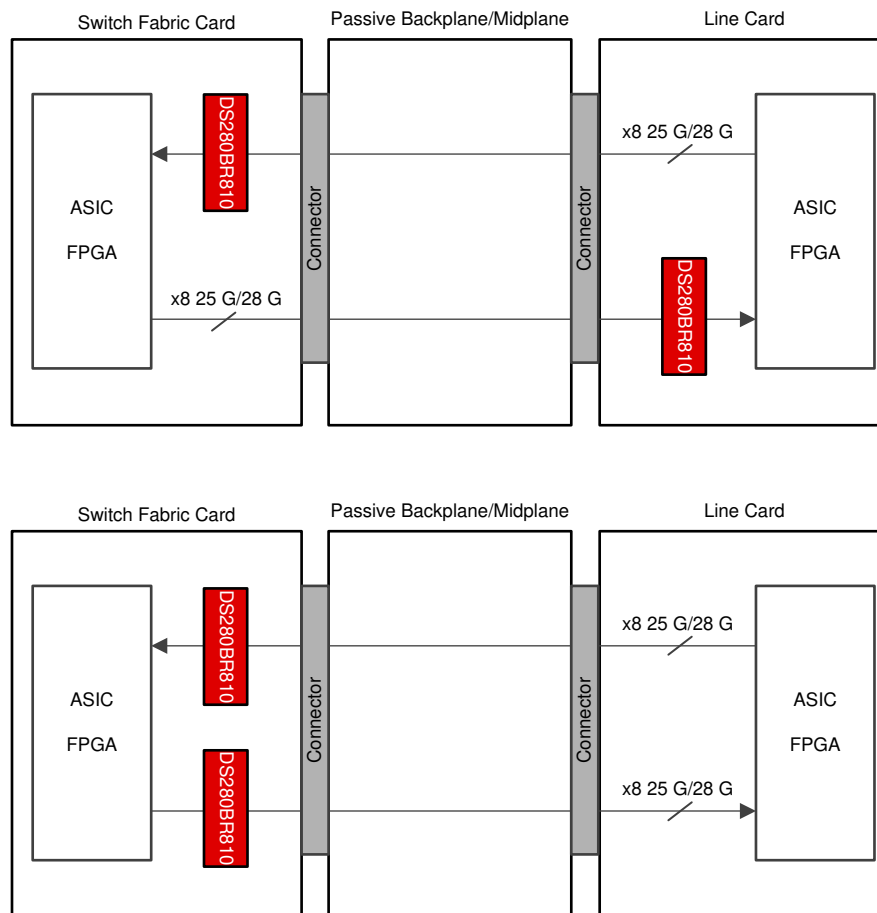 Switch Fabric Card
Passive Backplane/Midplane
Line Card
DS280BR810
x8 25 G/28 G
ASIC
FPGA
Connector
Connector
ASIC
FPGA
x8 25 G/28 G
DS280BR810
Switch Fabric Card
Passive Backplane/Midplane
Line Card
DS280BR810
x8 25 G/28 G
ASIC
FPGA
Connector
Connector
ASIC
FPGA
DS280BR810
x8 25 G/28 G